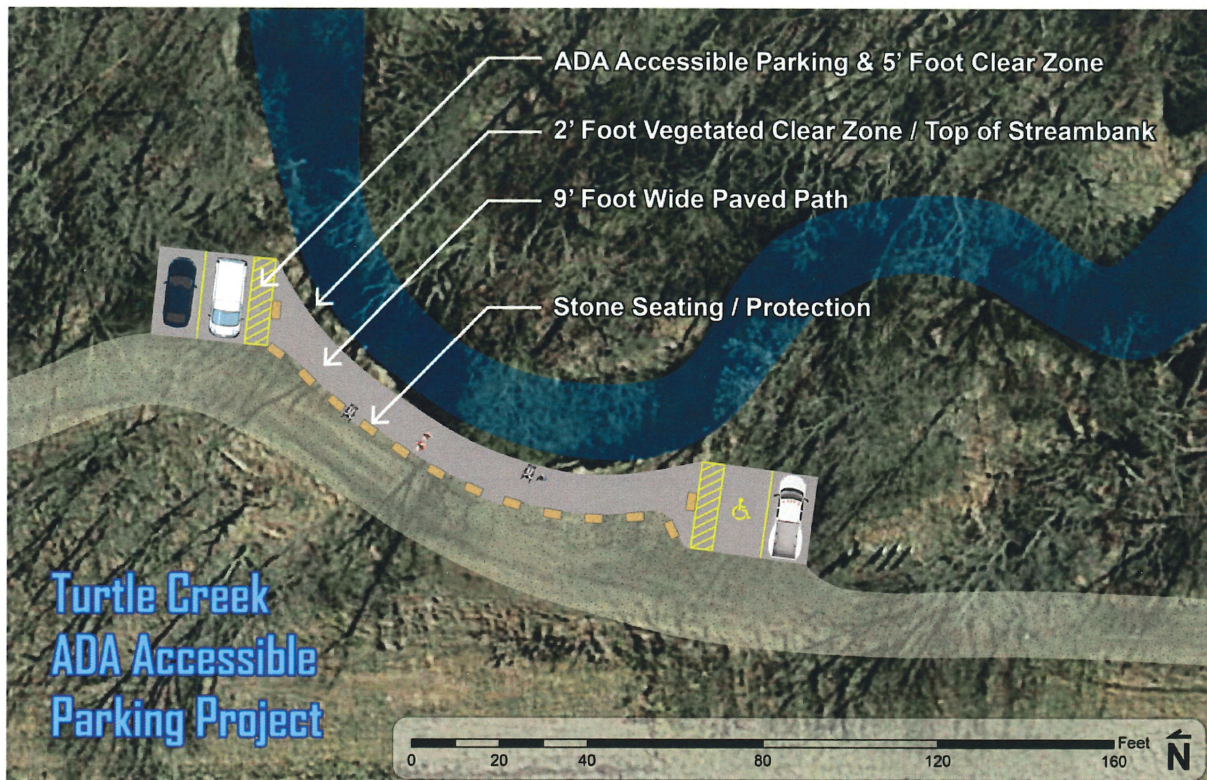 ADA Accessible Parking & 5' Foot Clear Zone
2' Foot Vegetated Clear Zone / Top of Streambank
9' Foot Wide Paved Path
Stone Seating / Protection
Turtle Creek
ADA Accessible
Parking Project
Feet
0 20 40 80 120 160
N